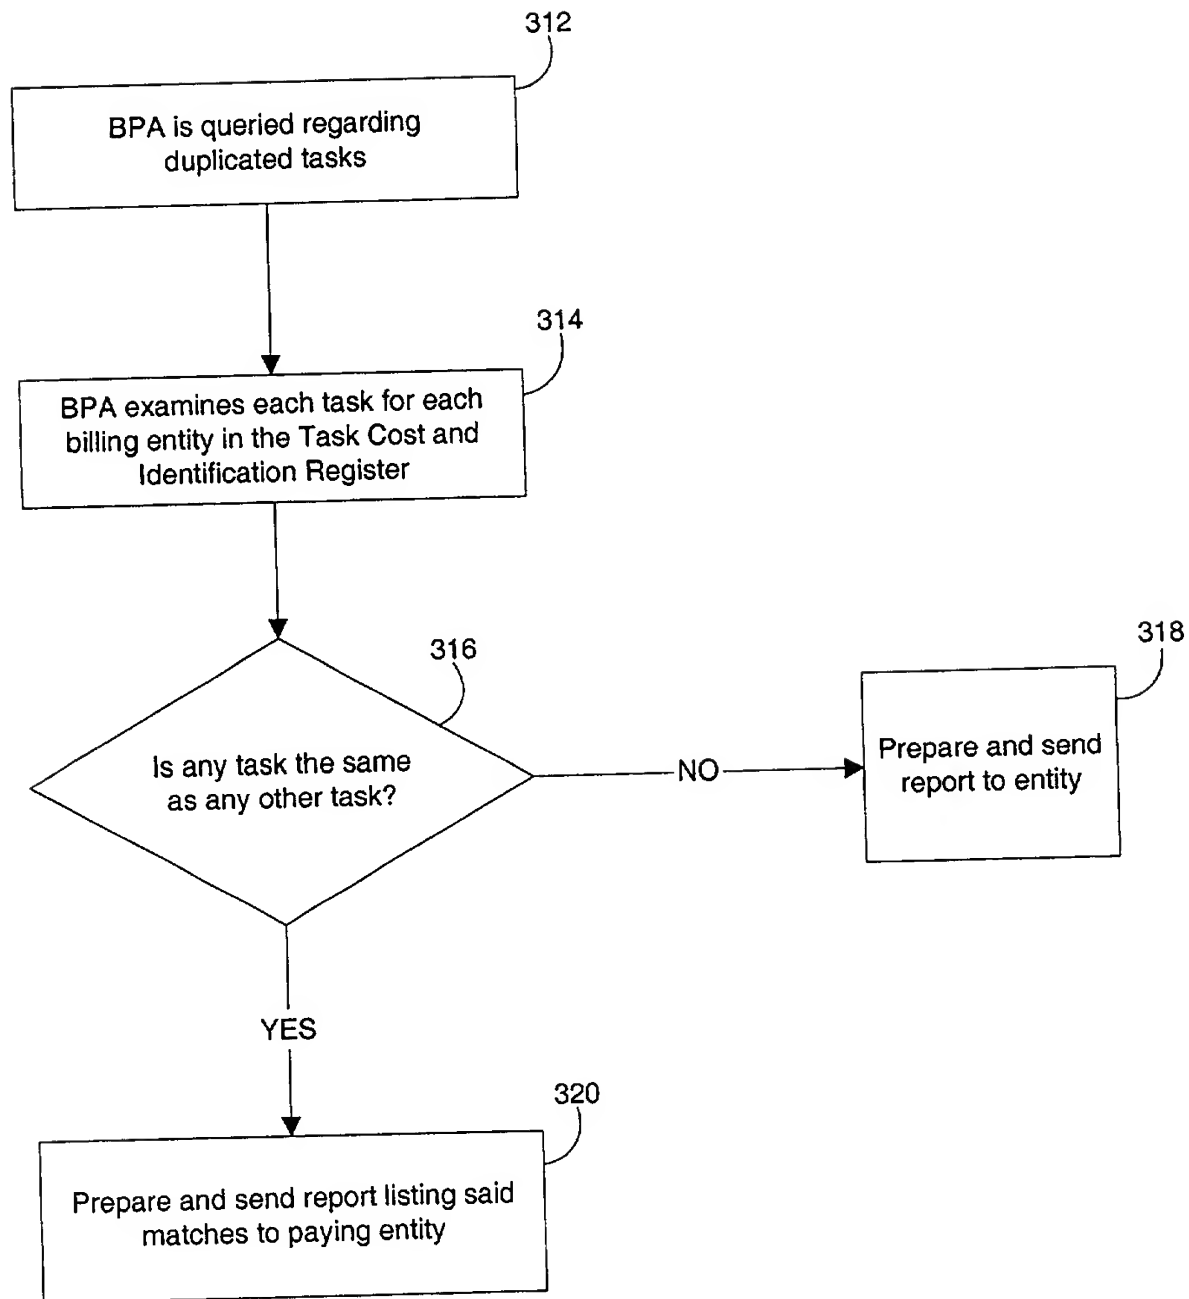 312
BPA is queried regarding
duplicated tasks
314
BPA examines each task for each
billing entity in the Task Cost and
Identification Register
316
Is any task the same
as any other task?
NO
318
Prepare and send
report to entity
YES
320
Prepare and send report listing said
matches to paying entity